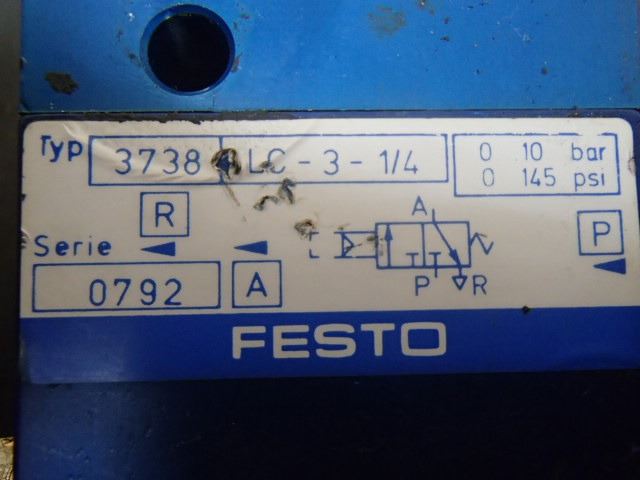 Typ 3738 LC - 3 - 1/4
0 10 bar
0 145 psi
R
A
P
Serie
0792
A
P R
FESTO